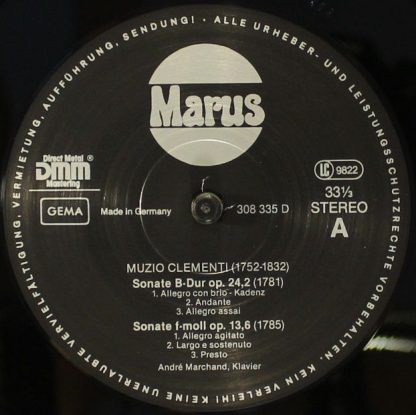 ALLE URHEBER- UND LEISTUNGSSCHUTZRECHTE VORBEHALTEN. KEIN VERLEIH! KEINE UNERLAUBTE VERVIELFÄLTIGUNG, VERMIETUNG, AUFFÜHRUNG, SENDUNG! ·
Marus
Direct Metal ®
DMM
Mastering
LC 9822
GEMA
Made in Germany
308 335 D
33⅓
STEREO
A
MUZIO CLEMENTI (1752-1832)
Sonate B-Dur op. 24,2 (1781)
1. Allegro con brio - Kadenz
2. Andante
3. Allegro assai
Sonate f-moll op. 13,6 (1785)
1. Allegro agitato
2. Largo e sostenuto
3. Presto
André Marchand, Klavier